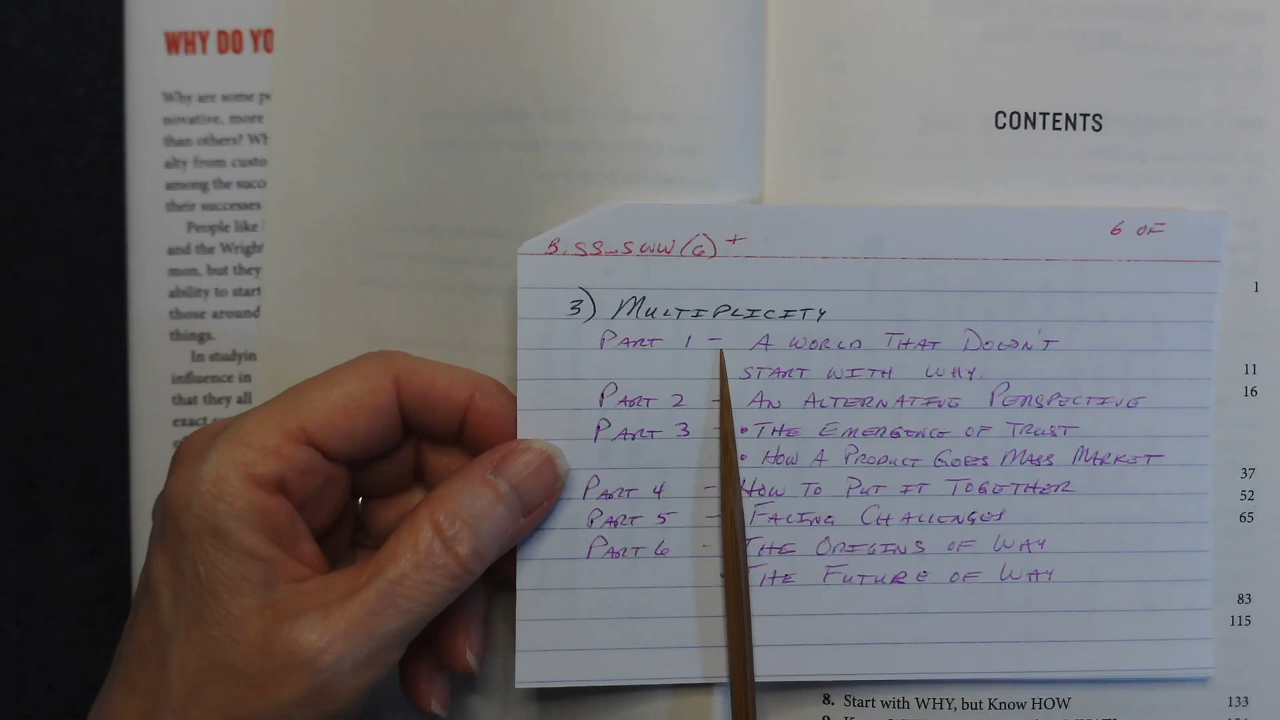 WHY DO YO
Why are some pe
novative, more
than others? Wh
alty from custo
among the succ
their successes
People like
and the Wright
mon, but they
ability to start
those around
things.
In studyin
influence in
that they all
exact
CONTENTS
B.SS-SWW(6)+
6 OF
3) MULTIPLICITY
PART 1 - A WORLD THAT DOESN'T
START WITH WHY.
PART 2 - AN ALTERNATIVE PERSPECTIVE
PART 3 - • THE EMERGENCE OF TRUST
• HOW A PRODUCT GOES MASS MARKET
PART 4 - HOW TO PUT IT TOGETHER
PART 5 - FACING CHALLENGES
PART 6 - THE ORIGINS OF WHY
THE FUTURE OF WHY
1
11
16
37
52
65
83
115
8. Start with WHY, but Know HOW 133